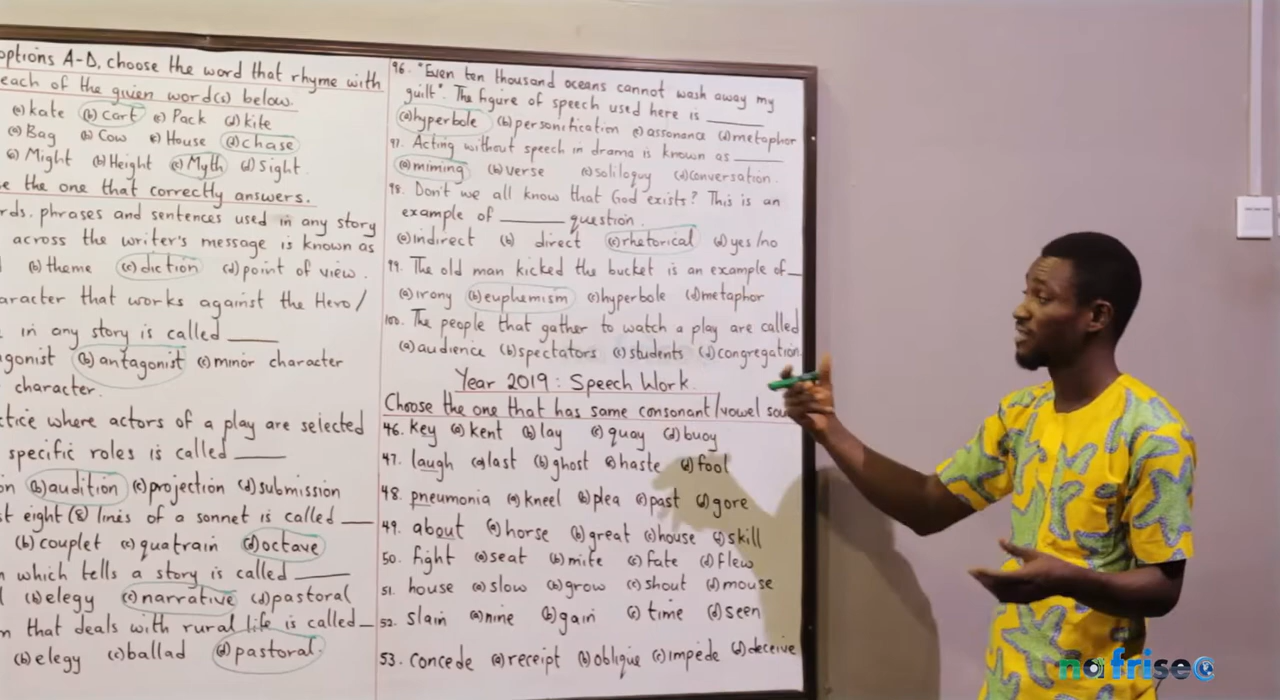 options A-D, choose the word that rhyme with
each of the given word(s) below.
(a) kate (b) cart (c) Pack (d) kite
(a) Bag (b) Cow (c) House (d) chase
(a) Might (b) Height (c) Myth (d) Sight.
the one that correctly answers.
phrases and sentences used in any story
across the writer's message is known as
(b) theme (c) diction (d) point of view.
that works against the Hero/
in any story is called ____
(b) antagonist (c) minor character
character.
where actors of a play are selected
specific roles is called ____
(b) audition (c) projection (d) submission
eight (8) lines of a sonnet is called ____
(b) couplet (c) quatrain (d) octave
which tells a story is called ____
(b) elegy (c) narrative (d) pastoral
that deals with rural life is called ____
(b) elegy (c) ballad (d) pastoral.
96. "Even ten thousand oceans cannot wash away my
guilt". The figure of speech used here is ____
(a) hyperbole (b) personification (c) assonance (d) metaphor
97. Acting without speech in drama is known as ____
(a) miming (b) verse (c) soliloquy (d) conversation.
98. Don't we all know that God exists? This is an
example of ____ question.
(a) indirect (b) direct (c) rhetorical (d) yes/no
99. The old man kicked the bucket is an example of __
(a) irony (b) euphemism (c) hyperbole (d) metaphor
100. The people that gather to watch a play are called
(a) audience (b) spectators (c) students (d) congregation.
Year 2019: Speech Work.
Choose the one that has same consonant/vowel
46. key (a) kent (b) lay (c) quay (d) buoy
47. laugh (a) last (b) ghost (c) haste (d) fool
48. pneumonia (a) kneel (b) plea (c) past (d) gore
49. about (a) horse (b) great (c) house (d) skill
50. fight (a) seat (b) mite (c) fate (d) flew
51. house (a) slow (b) grow (c) shout (d) mouse
52. slain (a) nine (b) gain (c) time (d) seen
53. concede (a) receipt (b) oblique (c) impede (d) deceive